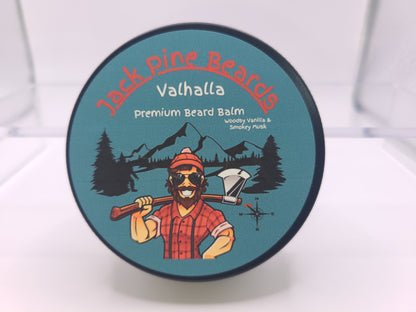 Jack Pine Beards
Valhalla
Premium Beard Balm
Woodsy Vanilla &
Smokey Musk